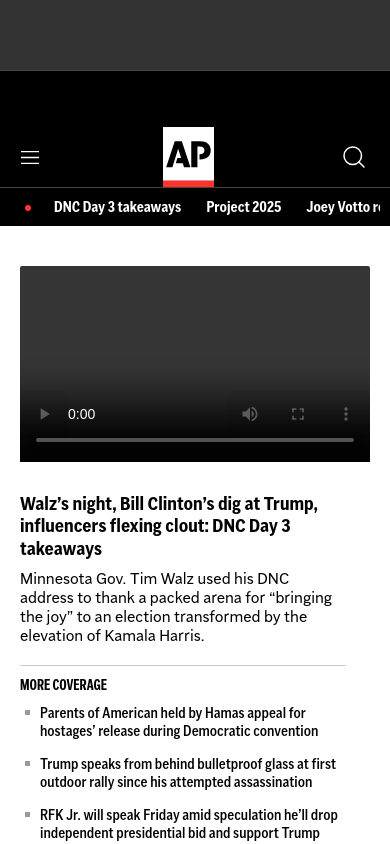 AP
DNC Day 3 takeaways Project 2025 Joey Votto r
0:00
Walz’s night, Bill Clinton’s dig at Trump,
influencers flexing clout: DNC Day 3
takeaways
Minnesota Gov. Tim Walz used his DNC
address to thank a packed arena for “bringing
the joy” to an election transformed by the
elevation of Kamala Harris.
MORE COVERAGE
Parents of American held by Hamas appeal for
hostages’ release during Democratic convention
Trump speaks from behind bulletproof glass at first
outdoor rally since his attempted assassination
RFK Jr. will speak Friday amid speculation he’ll drop
independent presidential bid and support Trump